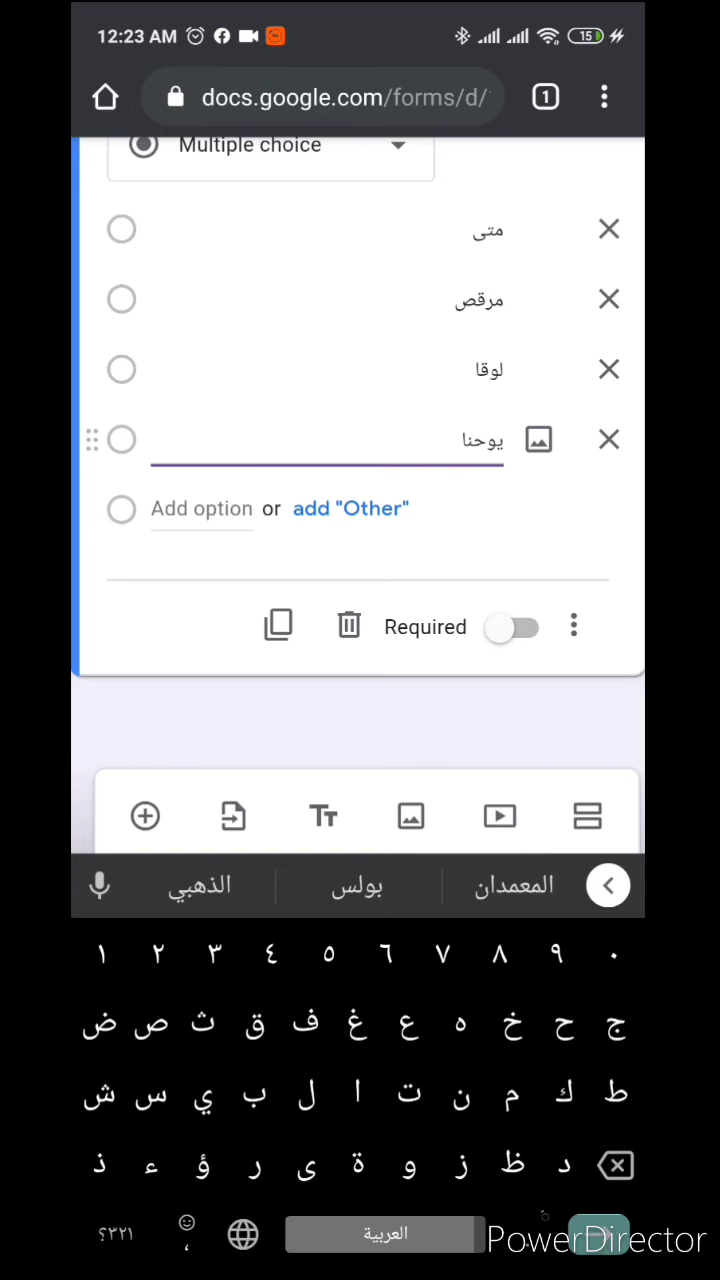 12:23 AM 15
docs.google.com/forms/d/
1
Multiple choice
متى
مرقص
لوقا
يوحنا
Add option or add "Other"
Required
الذهبي بولس المعمدان
١ ٢ ٣ ٤ ٥ ٦ ٧ ٨ ٩ ٠
ض ص ث ق ف غ ع ه خ ح ج
ش س ي ب ل ا ت ن م ك ط
ذ ء ؤ ر ى ة و ز ظ د
؟٣٢١ ، العربية .
PowerDirector